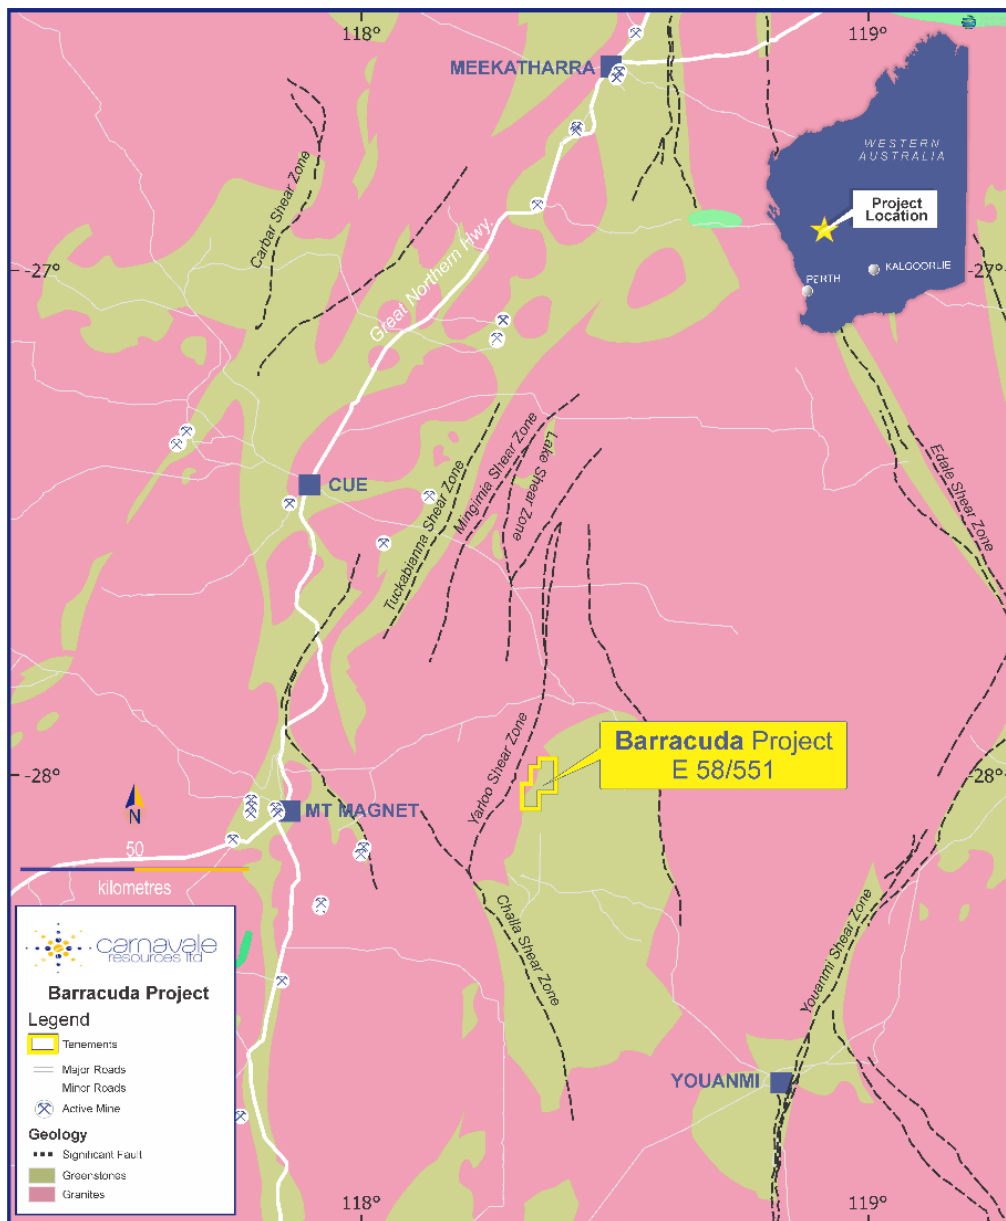 118°
119°
MEEKATHARRA
WESTERN
AUSTRALIA
Project
Location
KALGOORLIE
PERTH
Carbar Shear Zone
-27°
-27°
Great Northern Hwy.
Edale Shear Zone
Lake Shear Zone
Mingimia Shear Zone
Tuckabianna Shear Zone
CUE
Barracuda Project
E 58/551
Yarloo Shear Zone
-28°
-28°
N
MT MAGNET
50
kilometres
Challa Shear Zone
Youanmi Shear Zone
YOUANMI
carnavale
resources ltd
Barracuda Project
Legend
Tenements
Major Roads
Minor Roads
Active Mine
Geology
Significant Fault
Greenstones
Granites
118°
119°